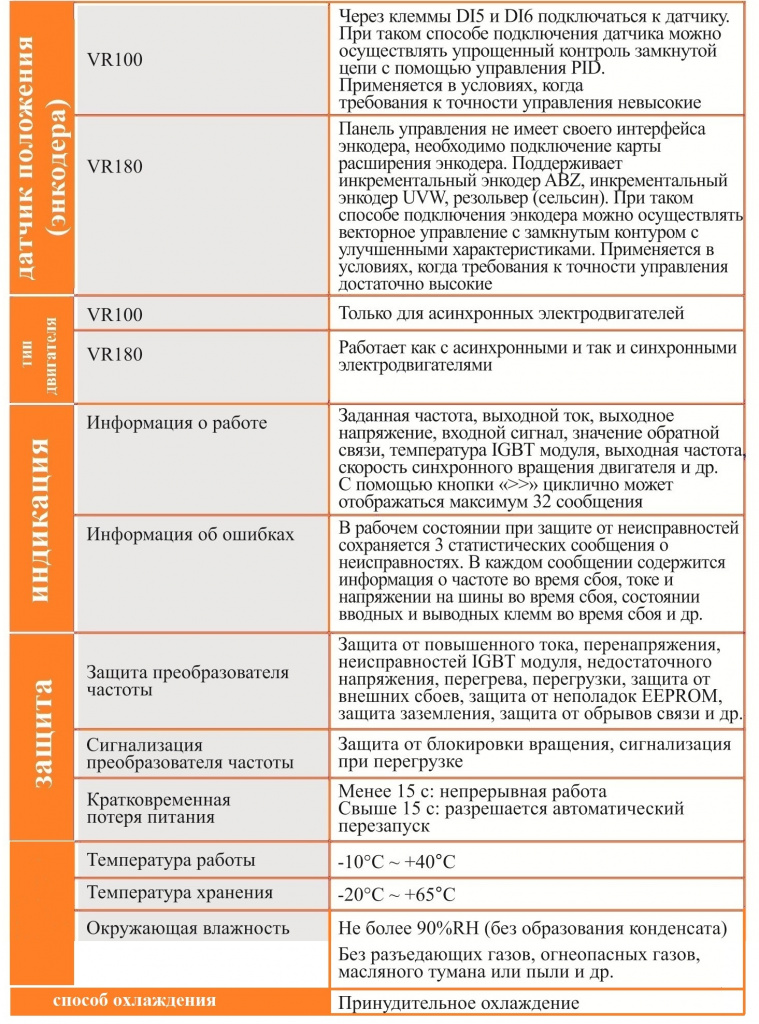 датчик положения
(энкодера)
VR100
Через клеммы DI5 и DI6 подключаться к датчику.
При таком способе подключения датчика можно
осуществлять упрощенный контроль замкнутой
цепи с помощью управления PID.
Применяется в условиях, когда
требования к точности управления невысокие
VR180
Панель управления не имеет своего интерфейса
энкодера, необходимо подключение карты
расширения энкодера. Поддерживает
инкрементальный энкодер ABZ, инкрементальный
энкодер UVW, резольвер (сельсин). При таком
способе подключения энкодера можно осуществлять
векторное управление с замкнутым контуром с
улучшенными характеристиками. Применяется в
условиях, когда требования к точности управления
достаточно высокие
тип
двигателя
VR100
Только для асинхронных электродвигателей
VR180
Работает как с асинхронными и так и синхронными
электродвигателями
индикация
Информация о работе
Заданная частота, выходной ток, выходное
напряжение, входной сигнал, значение обратной
связи, температура IGBT модуля, выходная частота,
скорость синхронного вращения двигателя и др.
С помощью кнопки «>>» циклично может
отображаться максимум 32 сообщения
Информация об ошибках
В рабочем состоянии при защите от неисправностей
сохраняется 3 статистических сообщения о
неисправностях. В каждом сообщении содержится
информация о частоте во время сбоя, токе и
напряжении на шины во время сбоя, состоянии
вводных и выводных клемм во время сбоя и др.
защита
Защита преобразователя
частоты
Защита от повышенного тока, перенапряжения,
неисправностей IGBT модуля, недостаточного
напряжения, перегрева, перегрузки, защита от
внешних сбоев, защита от неполадок EEPROM,
защита заземления, защита от обрывов связи и др.
Сигнализация
преобразователя частоты
Защита от блокировки вращения, сигнализация
при перегрузке
Кратковременная
потеря питания
Менее 15 с: непрерывная работа
Свыше 15 с: разрешается автоматический
перезапуск
Температура работы
-10°C ~ +40°C
Температура хранения
-20°C ~ +65°C
Окружающая влажность
Не более 90%RH (без образования конденсата)
Без разъедающих газов, огнеопасных газов,
масляного тумана или пыли и др.
способ охлаждения
Принудительное охлаждение